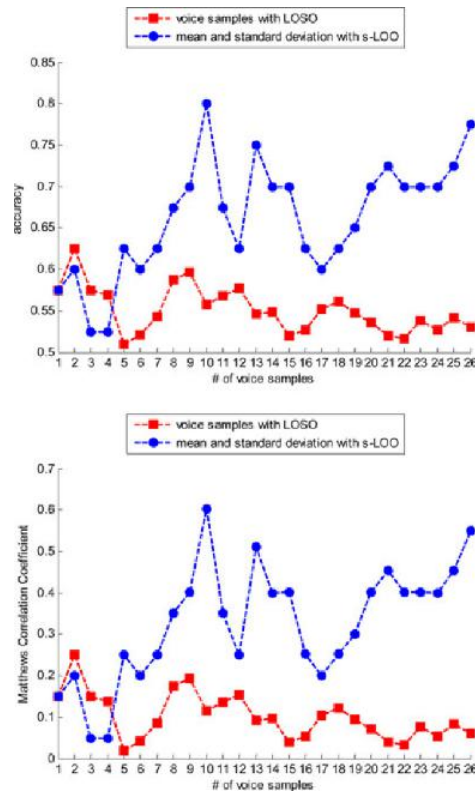 voice samples with LOSO
mean and standard deviation with s-LOO
0.85
0.8
0.75
0.7
0.65
0.6
0.55
0.5
accuracy
1 2 3 4 5 6 7 8 9 10 11 12 13 14 15 16 17 18 19 20 21 22 23 24 25 26
# of voice samples
voice samples with LOSO
mean and standard deviation with s-LOO
0.7
0.6
0.5
0.4
0.3
0.2
0.1
0
Matthews Correlation Coefficient
1 2 3 4 5 6 7 8 9 10 11 12 13 14 15 16 17 18 19 20 21 22 23 24 25 26
# of voice samples